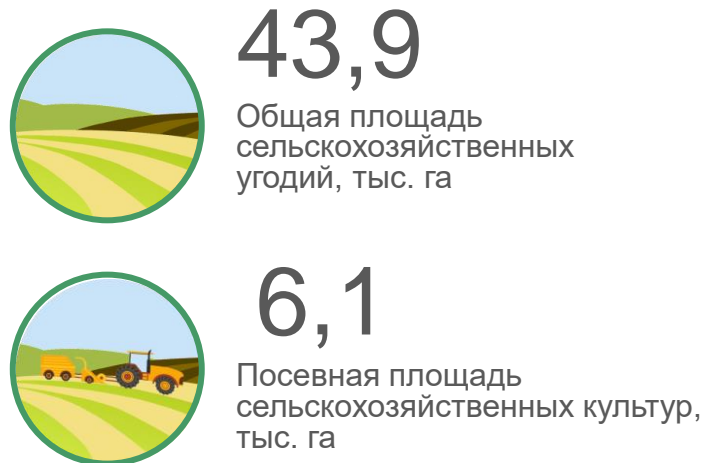 43,9
Общая площадь
сельскохозяйственных
угодий, тыс. га
6,1
Посевная площадь
сельскохозяйственных культур,
тыс. га